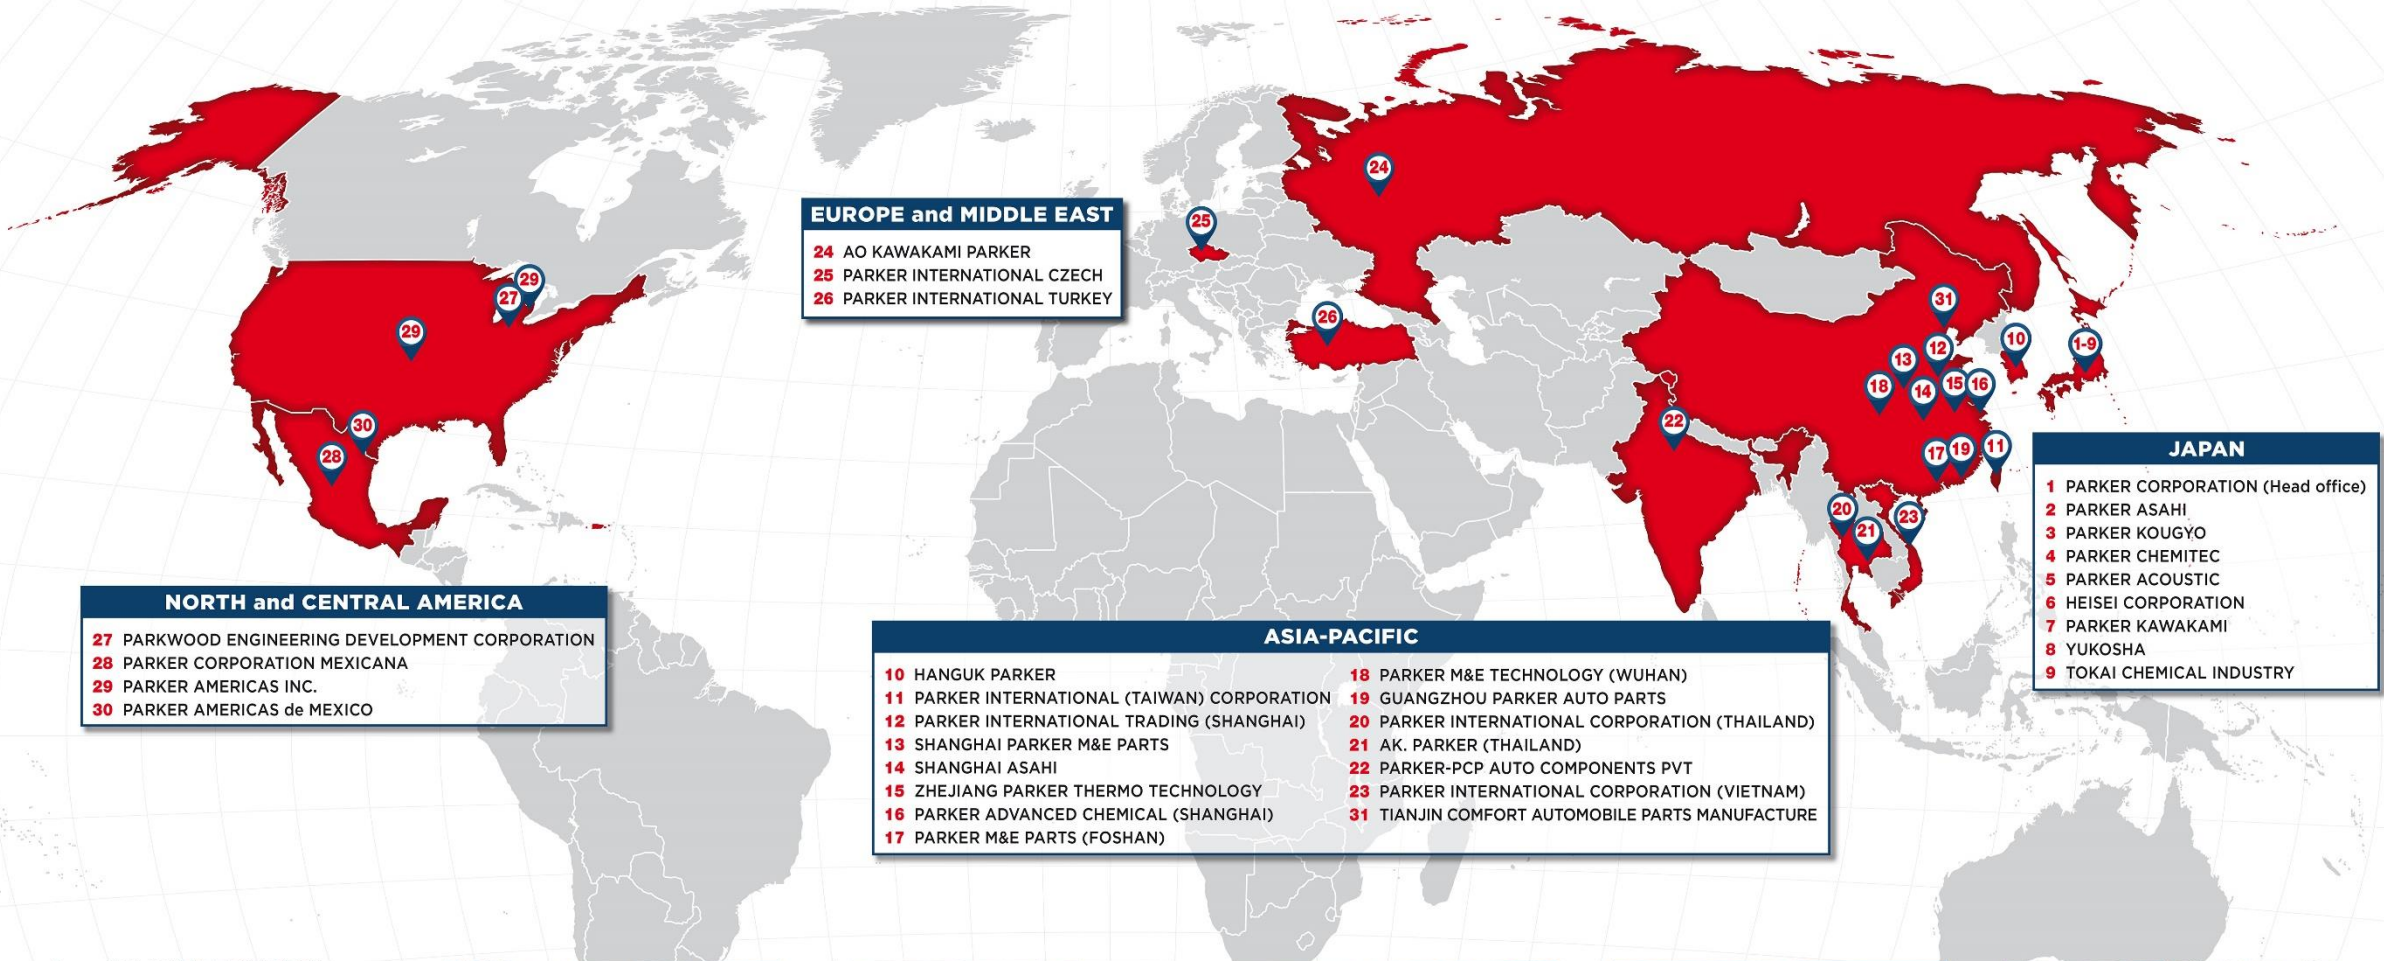 24
25
EUROPE and MIDDLE EAST
24 AO KAWAKAMI PARKER
25 PARKER INTERNATIONAL CZECH
26 PARKER INTERNATIONAL TURKEY
29
27
29
26
31
10
1-9
12
13
18
14
15
16
30
28
22
17
19
11
20
21
23
JAPAN
1 PARKER CORPORATION (Head office)
2 PARKER ASAHI
3 PARKER KOUGYO
4 PARKER CHEMITEC
5 PARKER ACOUSTIC
6 HEISEI CORPORATION
7 PARKER KAWAKAMI
8 YUKOSHA
9 TOKAI CHEMICAL INDUSTRY
NORTH and CENTRAL AMERICA
27 PARKWOOD ENGINEERING DEVELOPMENT CORPORATION
28 PARKER CORPORATION MEXICANA
29 PARKER AMERICAS INC.
30 PARKER AMERICAS de MEXICO
ASIA-PACIFIC
10 HANGUK PARKER
11 PARKER INTERNATIONAL (TAIWAN) CORPORATION
12 PARKER INTERNATIONAL TRADING (SHANGHAI)
13 SHANGHAI PARKER M&E PARTS
14 SHANGHAI ASAHI
15 ZHEJIANG PARKER THERMO TECHNOLOGY
16 PARKER ADVANCED CHEMICAL (SHANGHAI)
17 PARKER M&E PARTS (FOSHAN)
18 PARKER M&E TECHNOLOGY (WUHAN)
19 GUANGZHOU PARKER AUTO PARTS
20 PARKER INTERNATIONAL CORPORATION (THAILAND)
21 AK. PARKER (THAILAND)
22 PARKER-PCP AUTO COMPONENTS PVT
23 PARKER INTERNATIONAL CORPORATION (VIETNAM)
31 TIANJIN COMFORT AUTOMOBILE PARTS MANUFACTURE